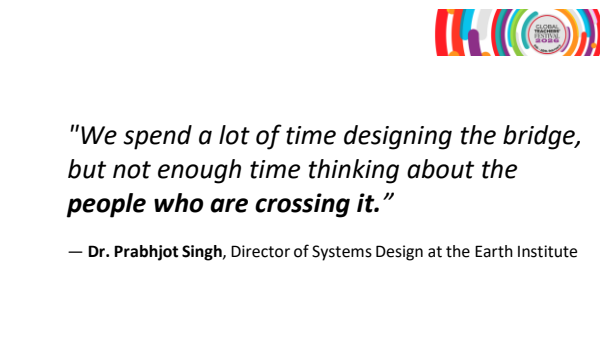 GLOBAL
TEACHERS'
FESTIVAL
2026
"We spend a lot of time designing the bridge,
but not enough time thinking about the
people who are crossing it.”
— Dr. Prabhjot Singh, Director of Systems Design at the Earth Institute